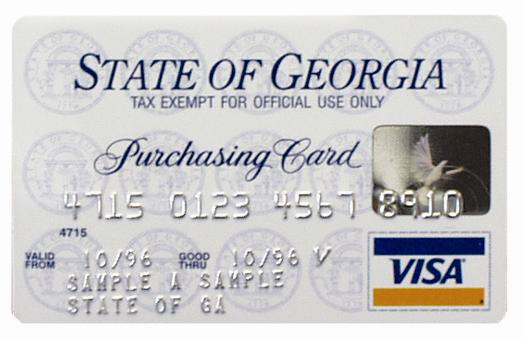 STATE OF GEORGIA
TAX EXEMPT FOR OFFICIAL USE ONLY
Purchasing Card
4715 0123 4567 8910
4715
VALID FROM 10/96 GOOD THRU 10/96 V
SAMPLE A SAMPLE
STATE OF GA
VISA